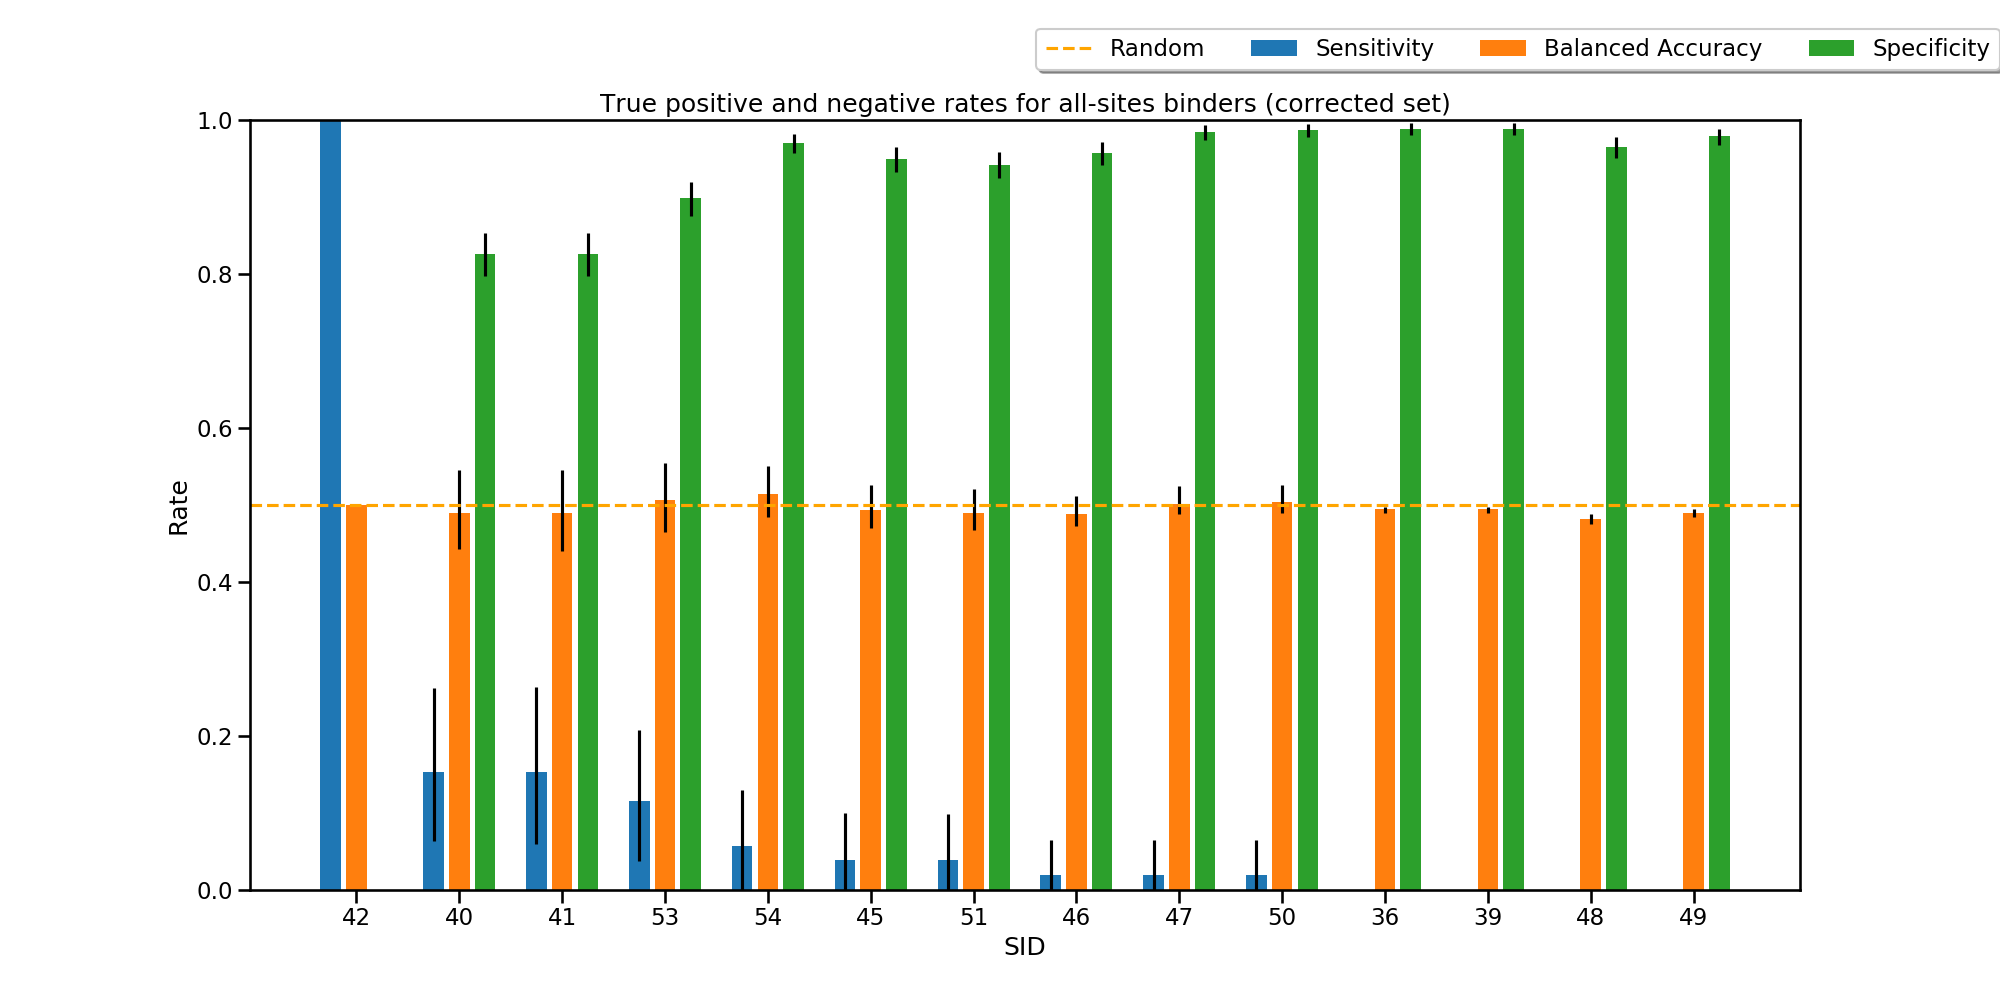 Random Sensitivity Balanced Accuracy Specificity
True positive and negative rates for all-sites binders (corrected set)
1.0
0.8
0.6
0.4
0.2
0.0
Rate
42 40 41 53 54 45 51 46 47 50 36 39 48 49
SID